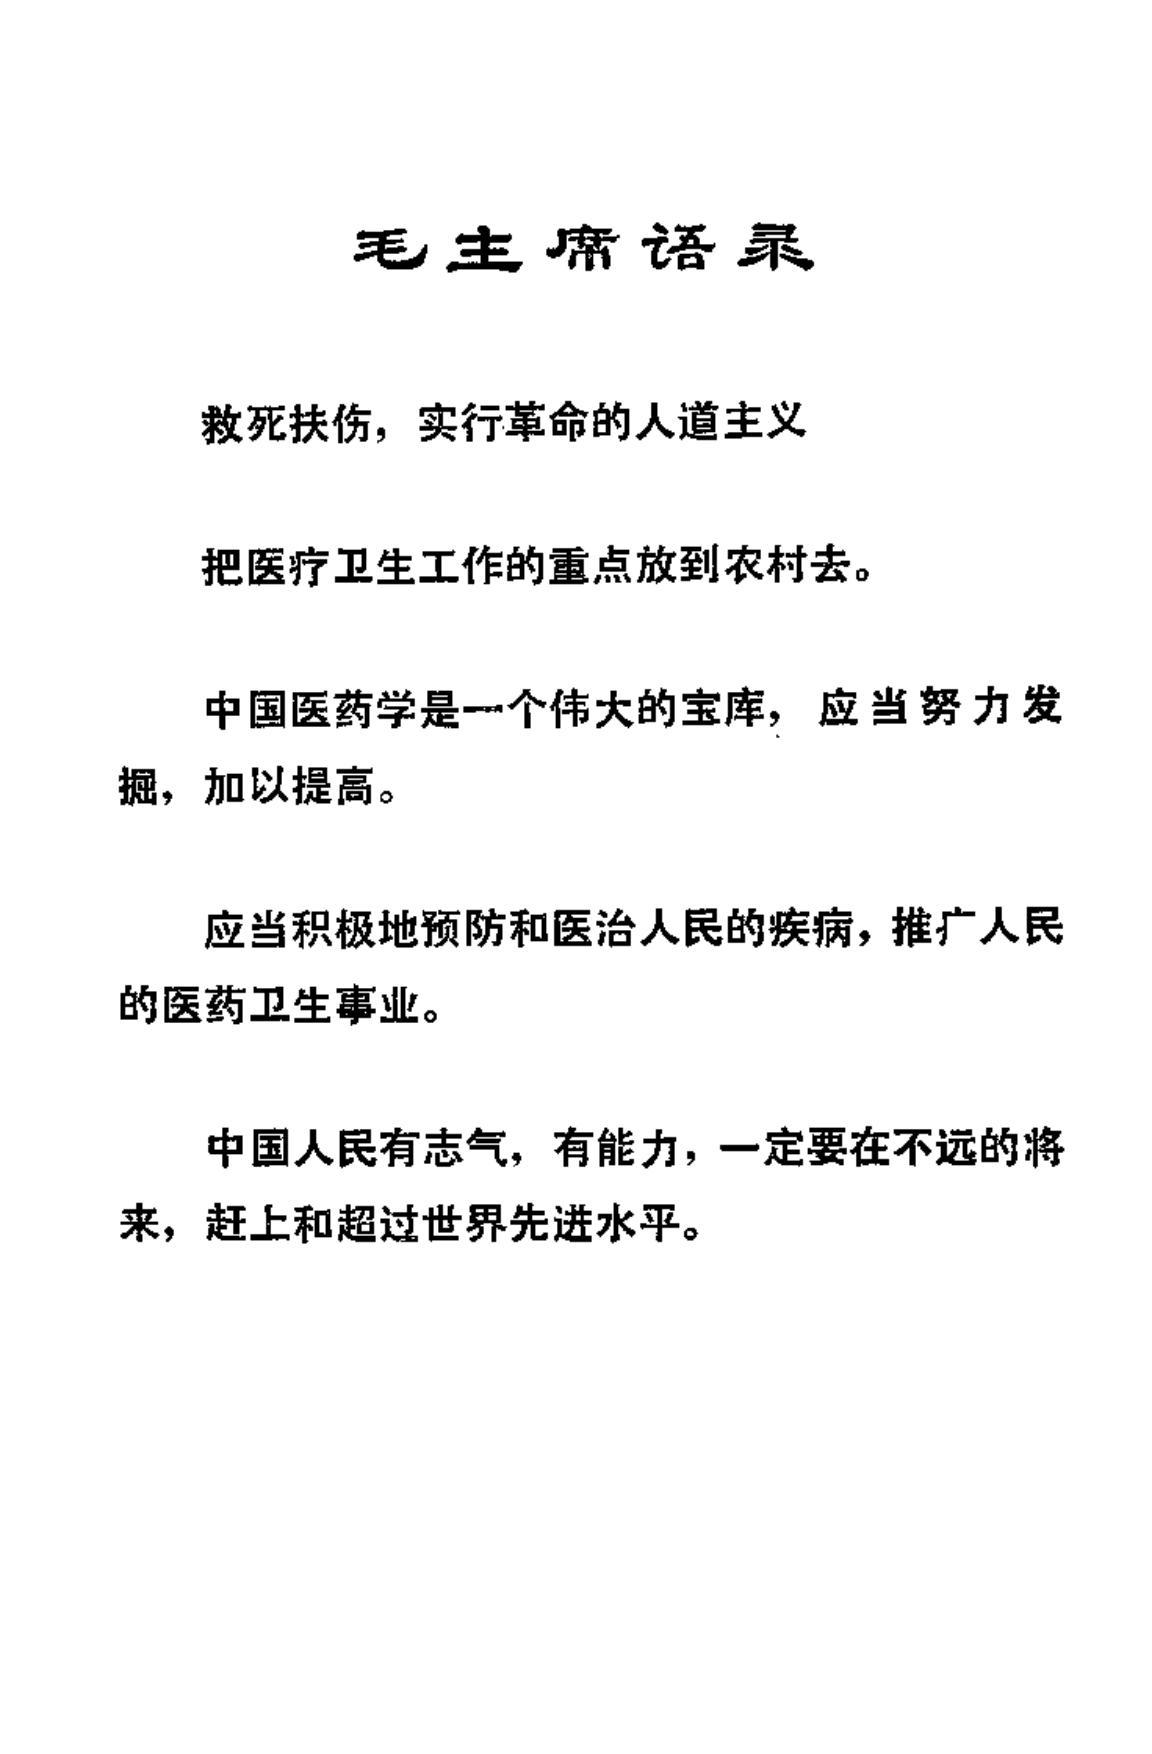 毛主席语录
救死扶伤，实行革命的人道主义
把医疗卫生工作的重点放到农村去。
中国医药学是一个伟大的宝库，应当努力发
掘，加以提高。
应当积极地预防和医治人民的疾病，推广人民
的医药卫生事业。
中国人民有志气，有能力，一定要在不远的将
来，赶上和超过世界先进水平。